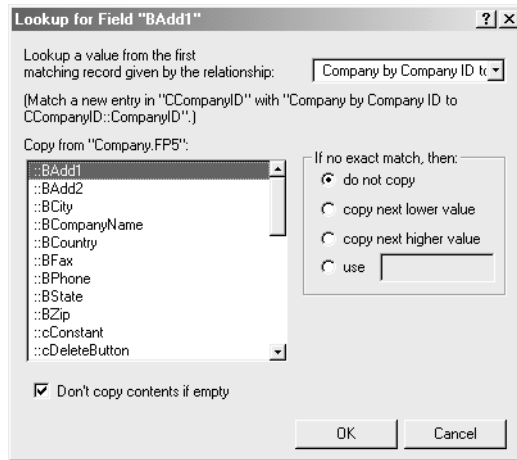 Lookup for Field "BAdd1"
Lookup a value from the first
matching record given by the relationship:
Company by Company ID to
(Match a new entry in "CCompanyID" with "Company by Company ID to
CCompanyID::CompanyID".)
Copy from "Company.FP5":
::BAdd1
::BAdd2
::BCity
::BCompanyName
::BCountry
::BFax
::BPhone
::BState
::BZip
::cConstant
::cDeleteButton
If no exact match, then:
do not copy
copy next lower value
copy next higher value
use
Don't copy contents if empty
OK
Cancel